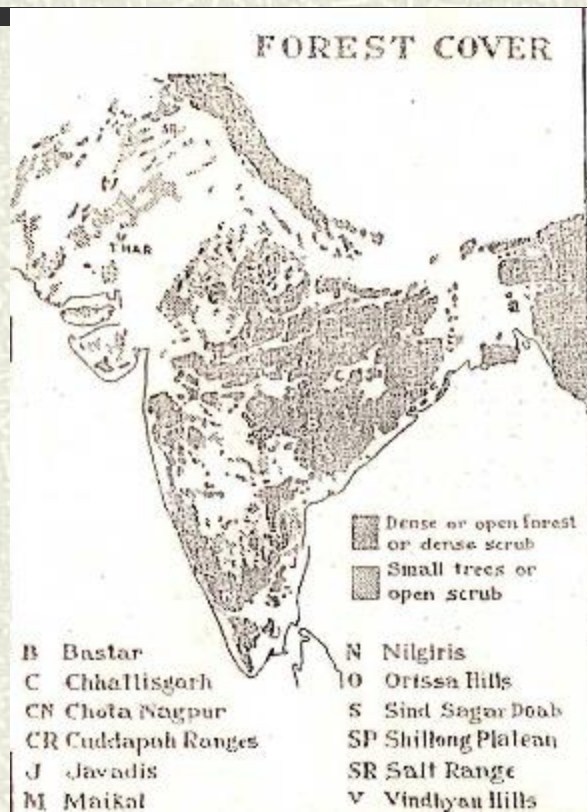 FOREST COVER
SR
THAR
C
B
Dense or open forest
or dense scrub
Small trees or
open scrub
B Bastar
C Chhallisgarh
CN Chota Nagpur
CR Cuddapah Ranges
J Javadis
M Maikal
N Nilgiris
O Orissa Hills
S Sind Sagar Doab
SP Shillong Plateau
SR Salt Range
V Vindhyan Hills